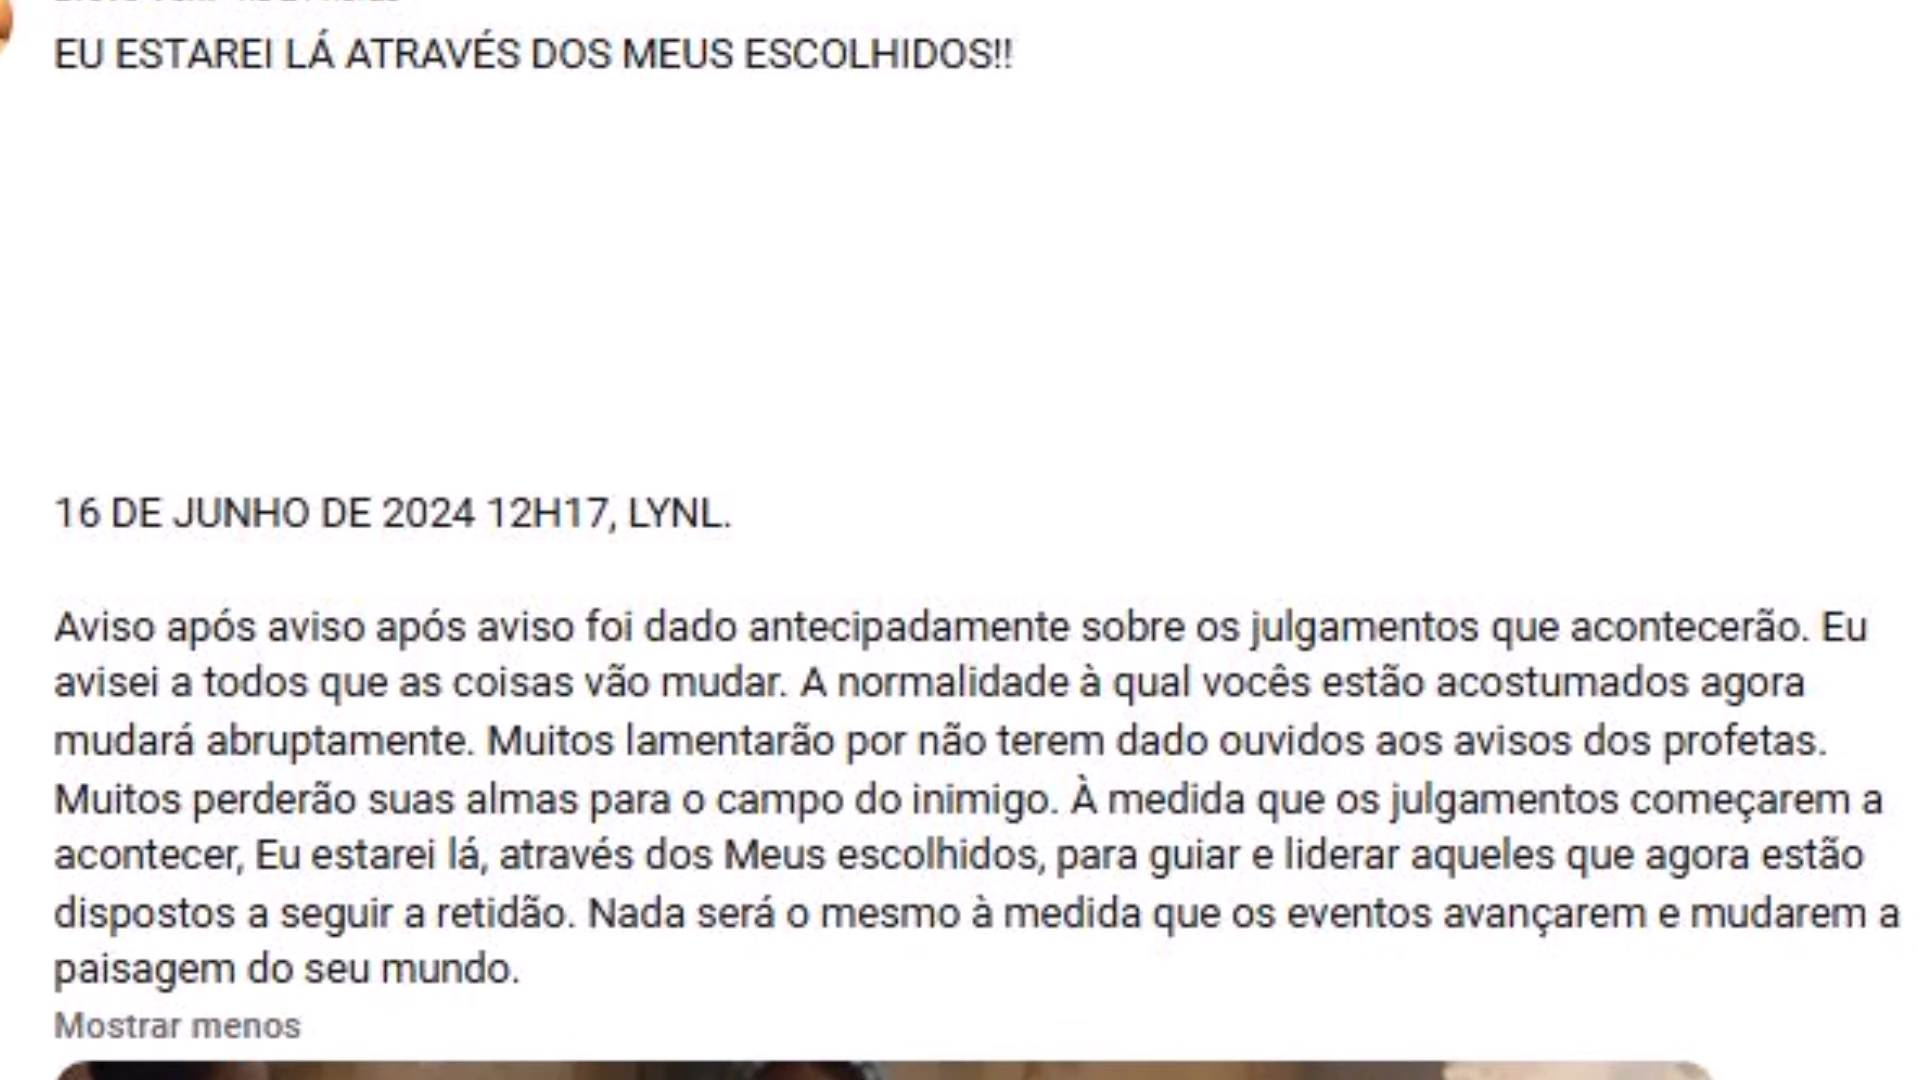 EU ESTAREI LÁ ATRAVÉS DOS MEUS ESCOLHIDOS!!
16 DE JUNHO DE 2024 12H17, LYNL.
Aviso após aviso após aviso foi dado antecipadamente sobre os julgamentos que acontecerão. Eu
avisei a todos que as coisas vão mudar. A normalidade à qual vocês estão acostumados agora
mudará abruptamente. Muitos lamentarão por não terem dado ouvidos aos avisos dos profetas.
Muitos perderão suas almas para o campo do inimigo. À medida que os julgamentos começarem a
acontecer, Eu estarei lá, através dos Meus escolhidos, para guiar e liderar aqueles que agora estão
dispostos a seguir a retidão. Nada será o mesmo à medida que os eventos avançarem e mudarem a
paisagem do seu mundo.
Mostrar menos